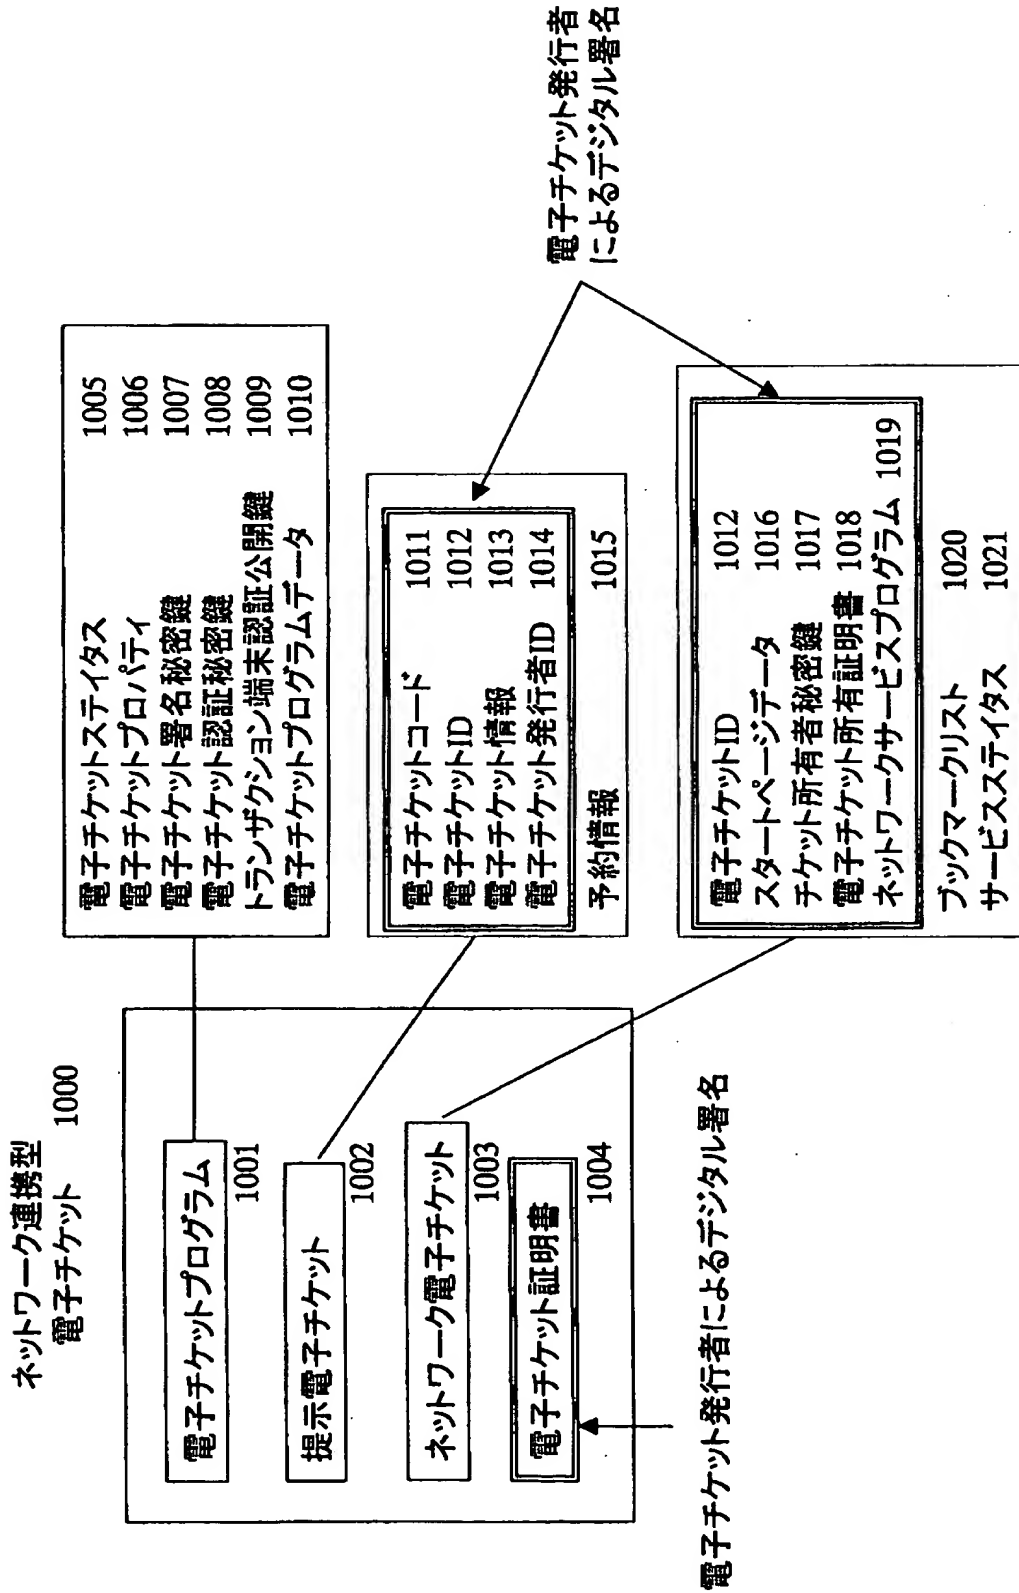 ネットワーク連携型
電子チケット 1000
電子チケットプログラム
1001
提示電子チケット
1002
ネットワーク電子チケット
1003
電子チケット証明書
1004
電子チケット発行者によるデジタル署名
電子チケットステイタス 1005
電子チケットプロパティ 1006
電子チケット署名秘密鍵 1007
電子チケット認証秘密鍵 1008
トランザクション端末認証公開鍵 1009
電子チケットプログラムデータ 1010
電子チケットコード 1011
電子チケットID 1012
電子チケット情報 1013
電子チケット発行者ID 1014
予約情報 1015
電子チケットID 1012
スタートページデータ 1016
チケット所有者秘密鍵 1017
電子チケット所有証明書 1018
ネットワークサービスプログラム 1019
ブックマークリスト 1020
サービスステイタス 1021
電子チケット発行者
によるデジタル署名